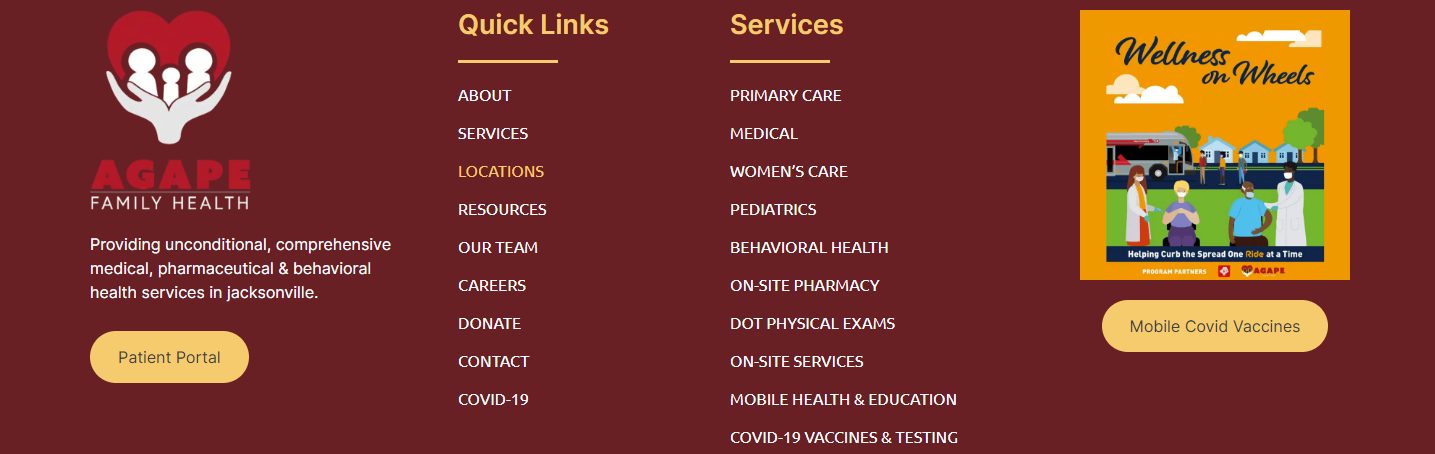 AGAPE
FAMILY HEALTH
Providing unconditional, comprehensive
medical, pharmaceutical & behavioral
health services in jacksonville.
Patient Portal
Quick Links
ABOUT
SERVICES
LOCATIONS
RESOURCES
OUR TEAM
CAREERS
DONATE
CONTACT
COVID-19
Services
PRIMARY CARE
MEDICAL
WOMEN’S CARE
PEDIATRICS
BEHAVIORAL HEALTH
ON-SITE PHARMACY
DOT PHYSICAL EXAMS
ON-SITE SERVICES
MOBILE HEALTH & EDUCATION
COVID-19 VACCINES & TESTING
Wellness
on Wheels
Helping Curb the Spread One Ride at a Time
PROGRAM PARTNERS
AGAPE
Mobile Covid Vaccines